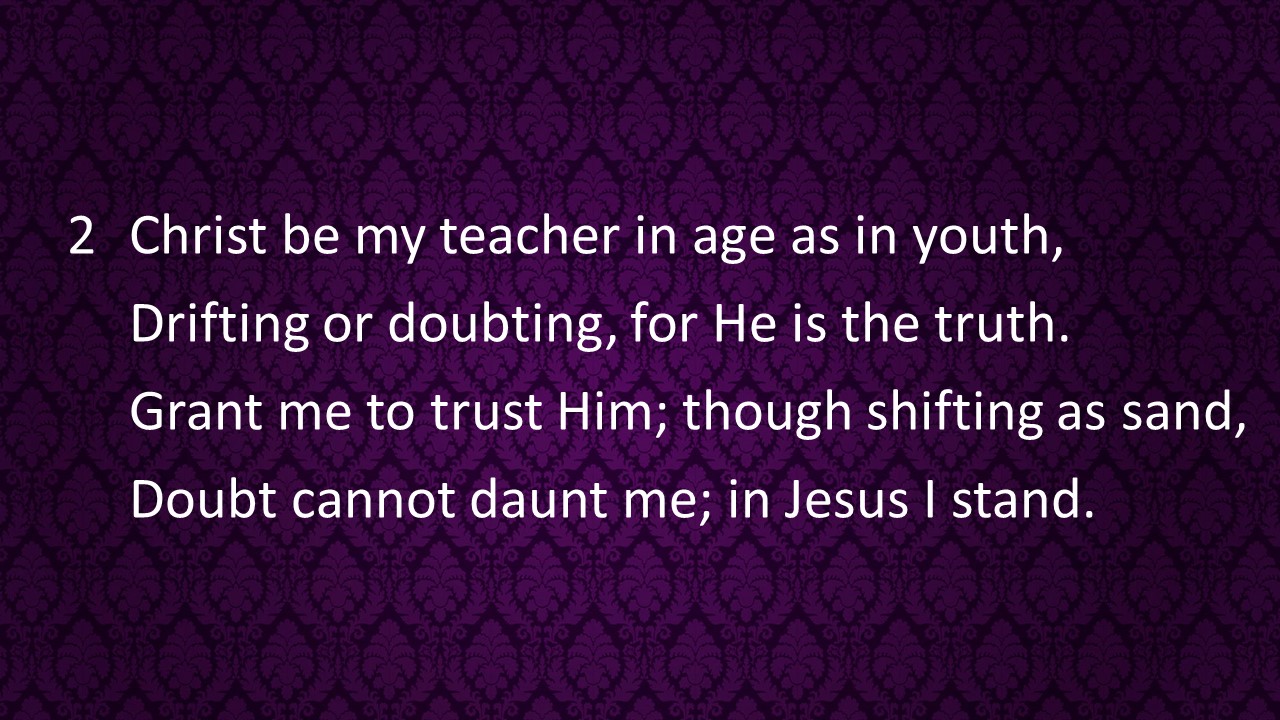 2 Christ be my teacher in age as in youth,
Drifting or doubting, for He is the truth.
Grant me to trust Him; though shifting as sand,
Doubt cannot daunt me; in Jesus I stand.